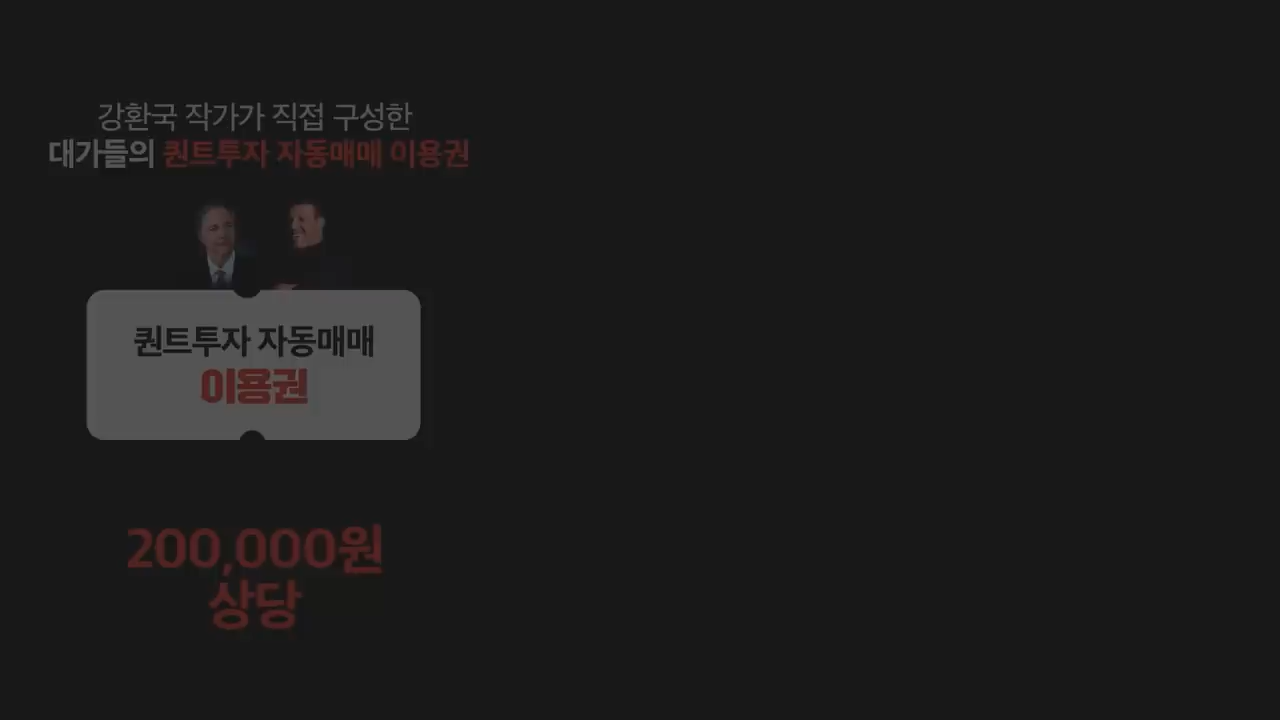 강환국 작가가 직접 구성한
대가들의 퀀트투자 자동매매 이용권
퀀트투자 자동매매
이용권
200,000원
상당